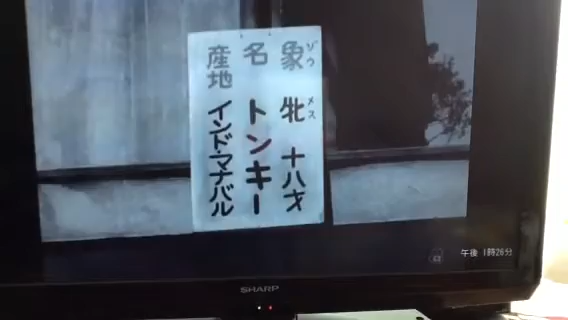 象 牝 十八才
ゾウ メス
名 トンキー
産地 インド・マナバル
午後 1時26分
SHARP